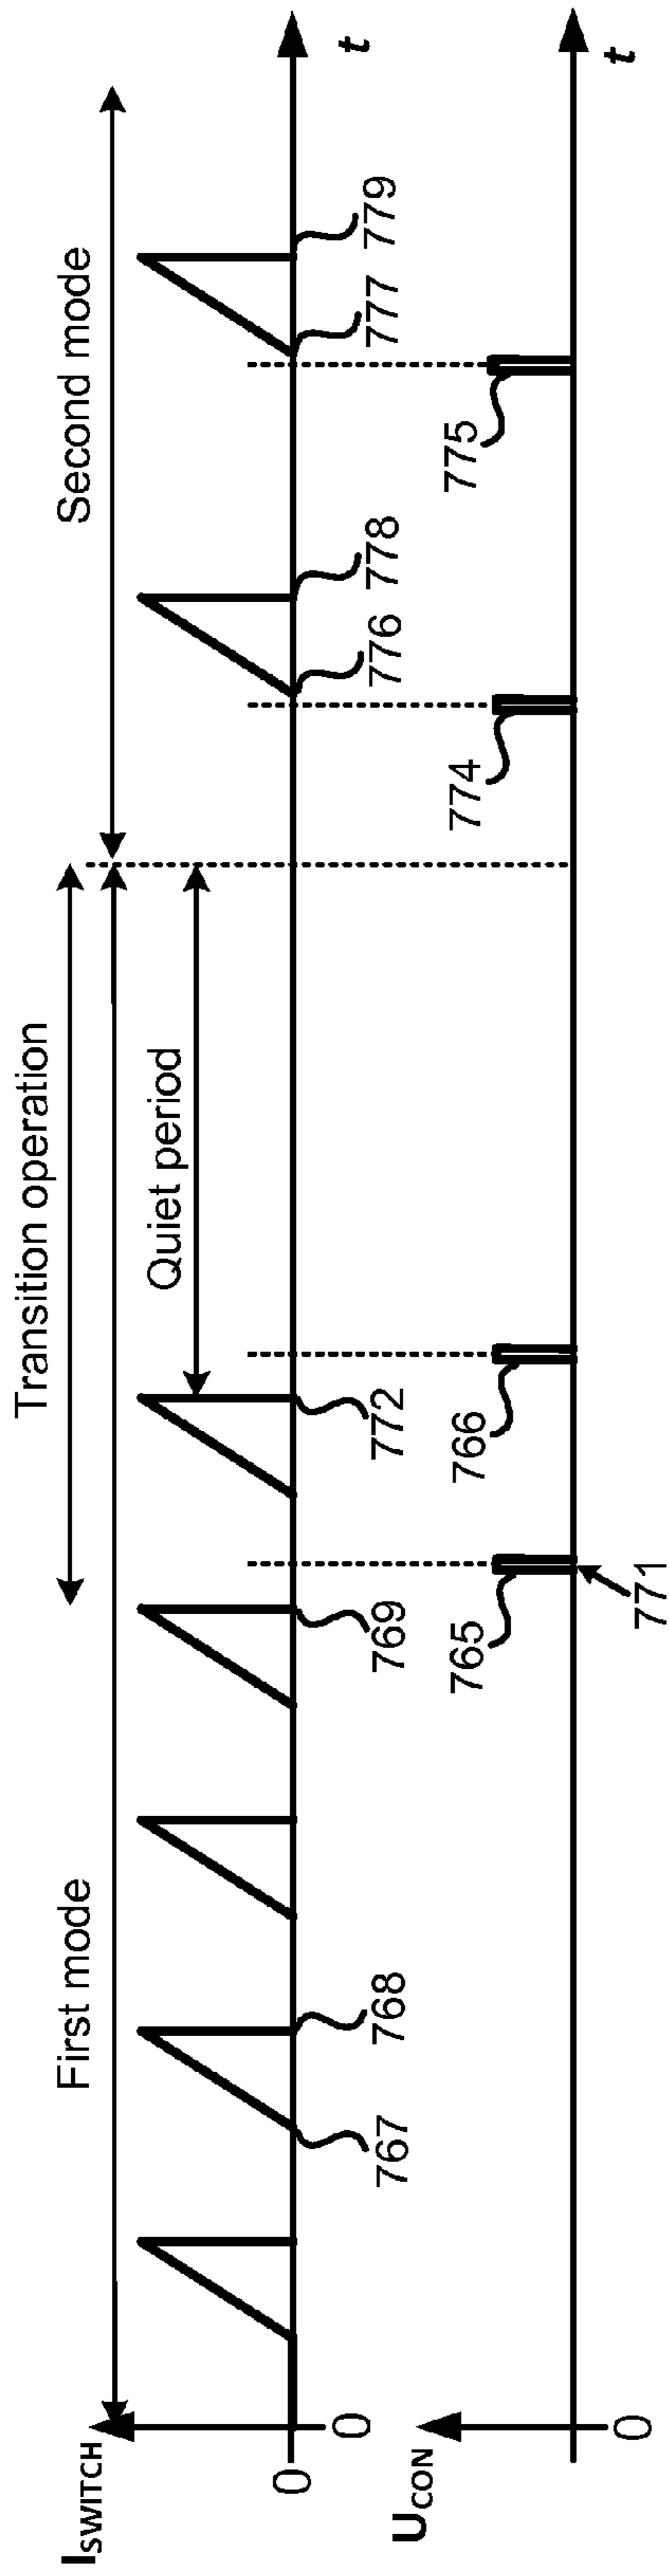 Transition operation
First mode
Second mode
Quiet period
I_SWITCH
0
767
768
769
772
776
778
777
779
t
0
U_CON
765
766
774
775
771
0
t